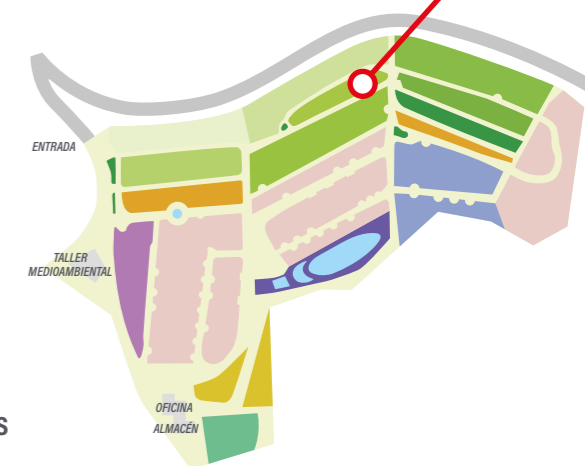 ENTRADA
TALLER
MEDIOAMBIENTAL
OFICINA
ALMACÉN
S